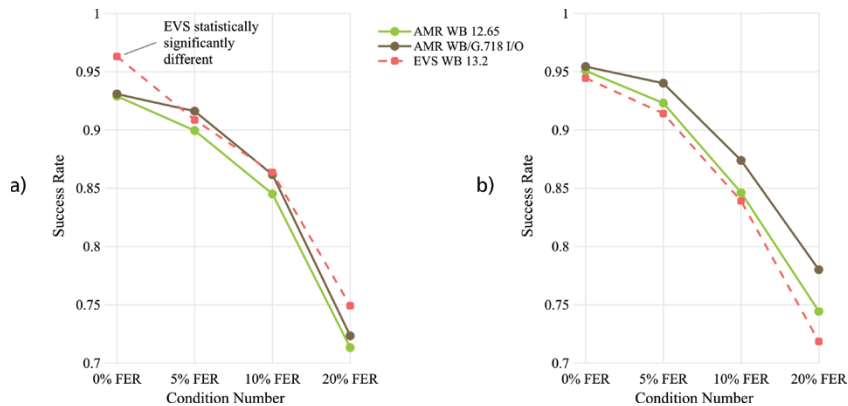 a)
Success Rate
1
0.95
0.9
0.85
0.8
0.75
0.7
EVS statistically
significantly
different
0% FER 5% FER 10% FER 20% FER
Condition Number
AMR WB 12.65
AMR WB/G.718 I/O
EVS WB 13.2
b)
Success Rate
1
0.95
0.9
0.85
0.8
0.75
0.7
0% FER 5% FER 10% FER 20% FER
Condition Number